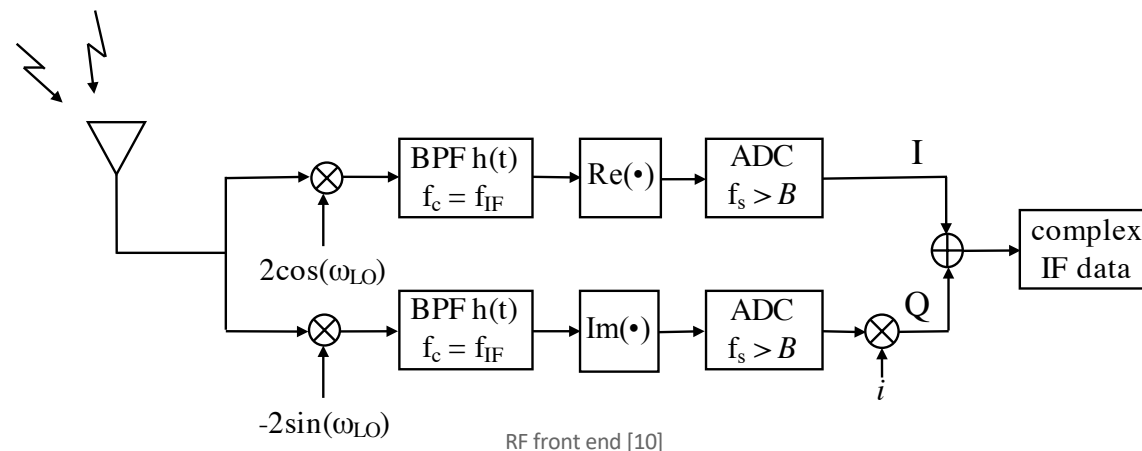 BPF h(t)
f_c = f_IF
Re(•)
ADC
f_s > B
I
2cos(ω_LO)
complex
IF data
BPF h(t)
f_c = f_IF
Im(•)
ADC
f_s > B
Q
i
-2sin(ω_LO)
RF front end [10]